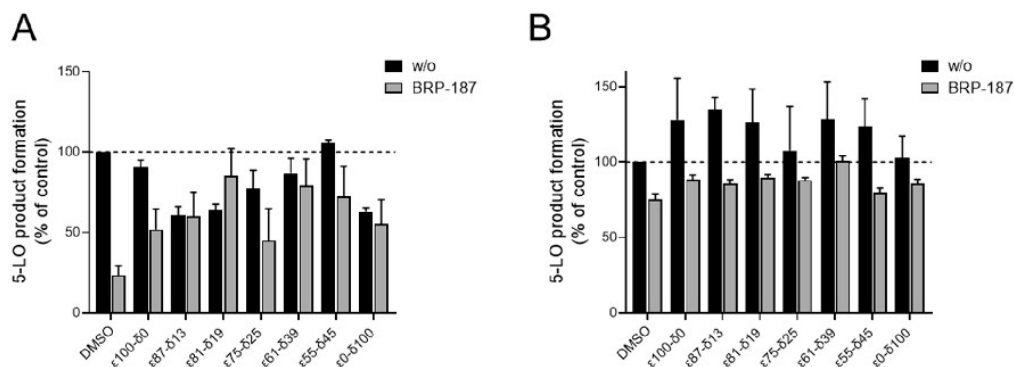 A
5-LO product formation
(% of control)
150
100
50
0
w/o
BRP-187
DMSO
ε100-δ0
ε87-δ13
ε81-δ19
ε75-δ25
ε61-δ39
ε55-δ45
ε0-δ100
B
5-LO product formation
(% of control)
150
100
50
0
w/o
BRP-187
DMSO
ε100-δ0
ε87-δ13
ε81-δ19
ε75-δ25
ε61-δ39
ε55-δ45
ε0-δ100